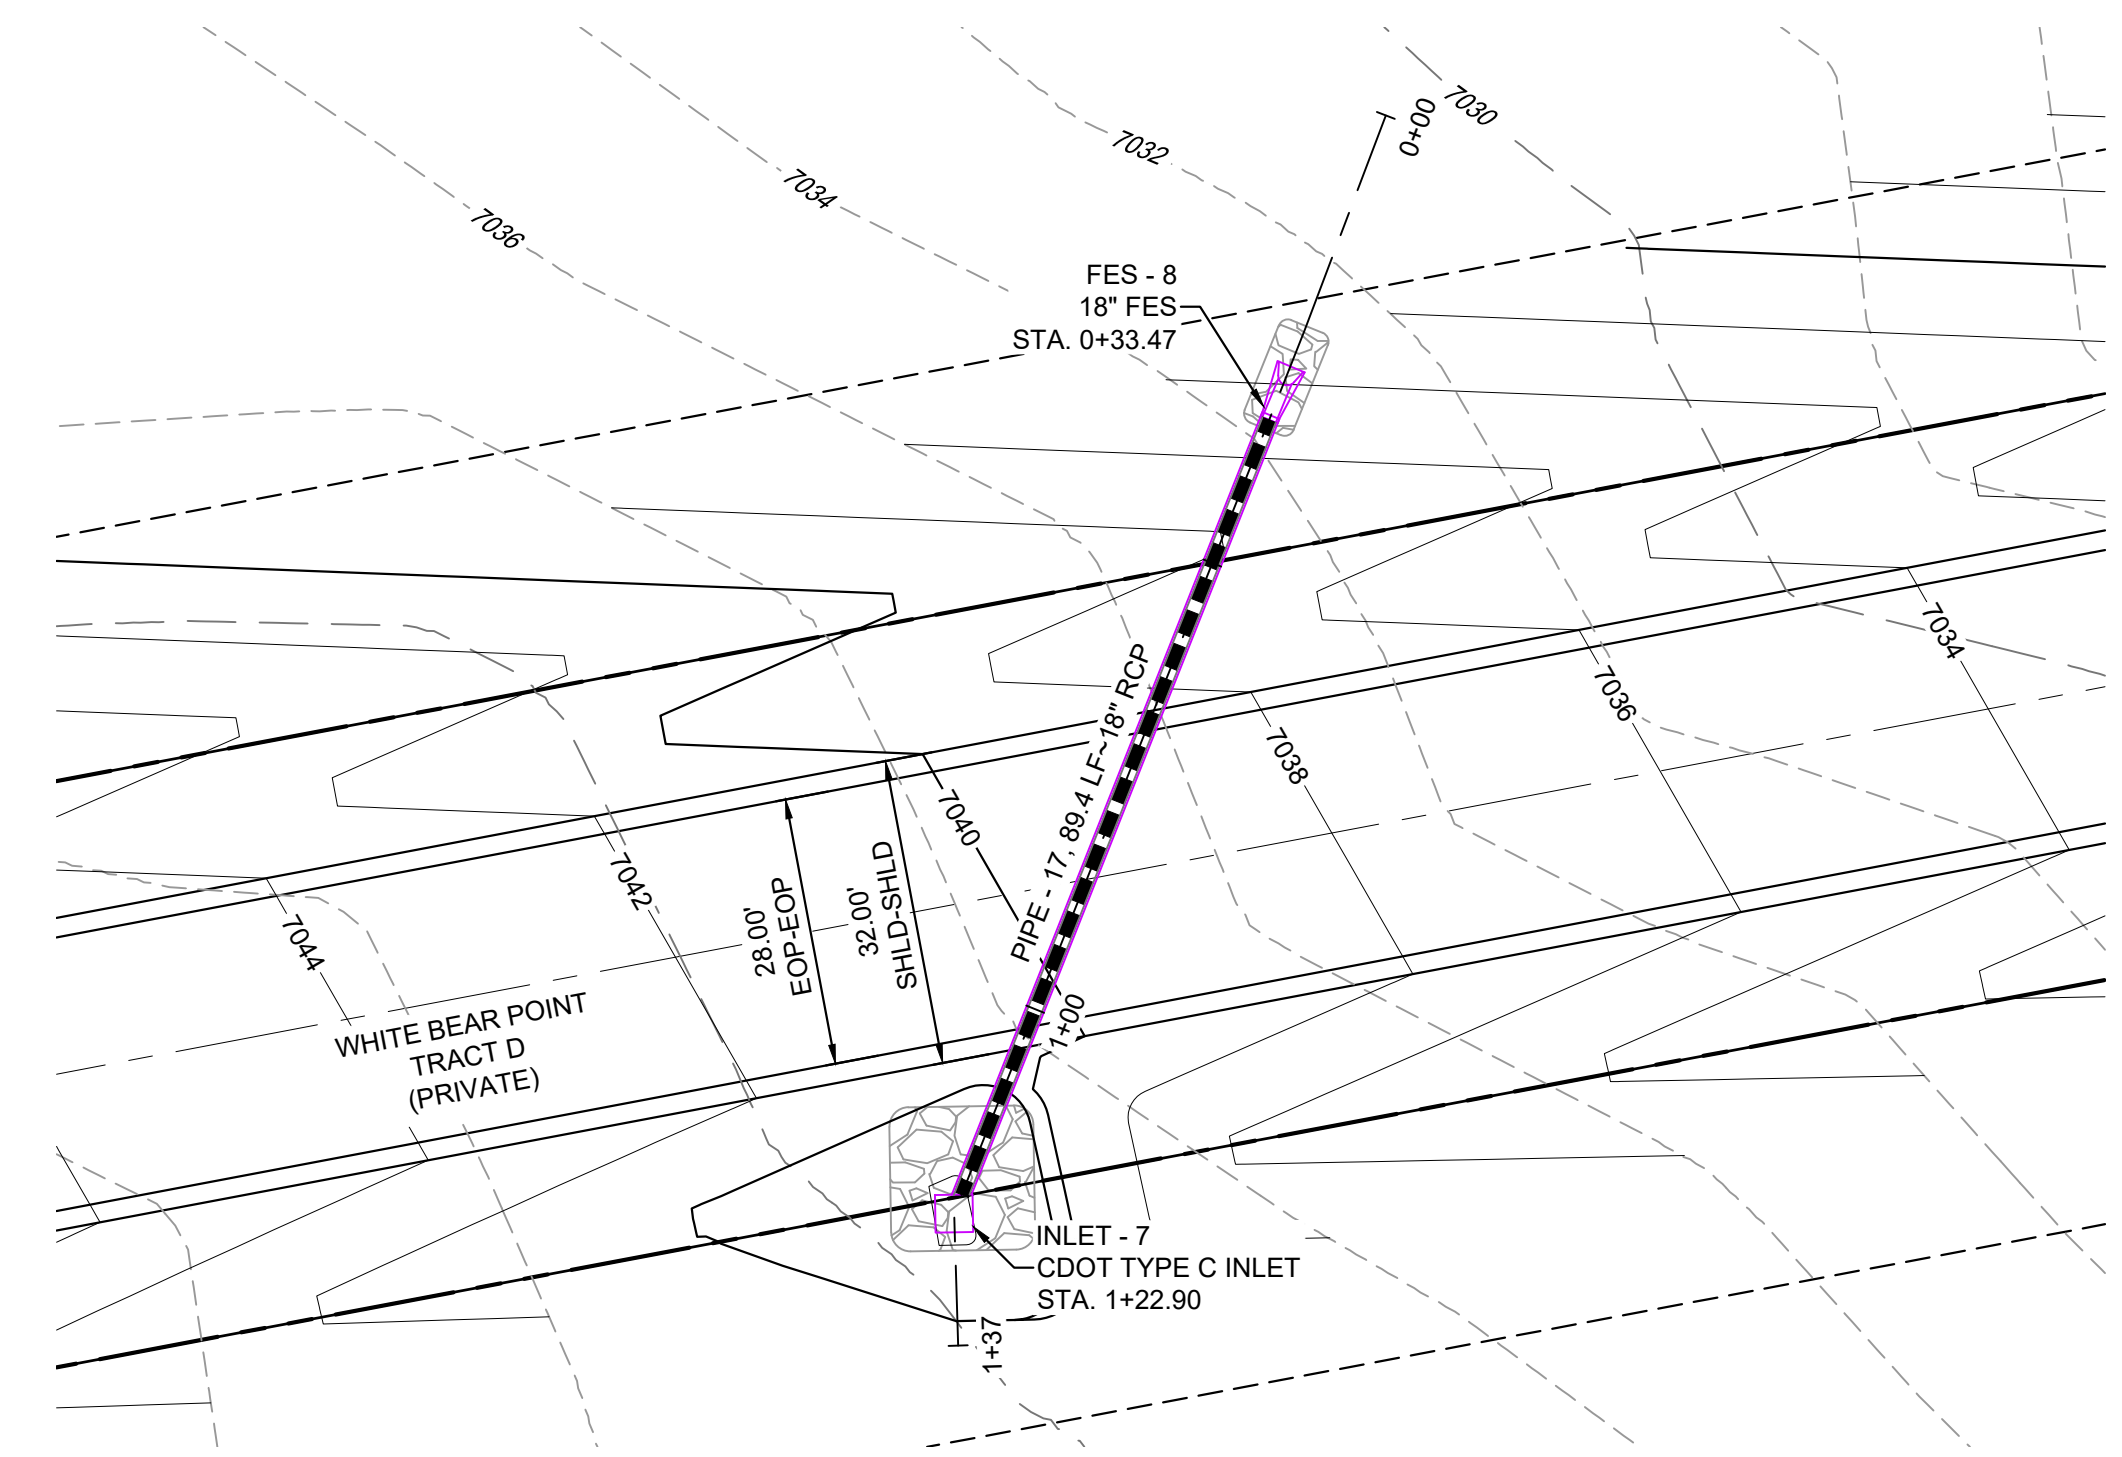 7030
0+00
7032
7034
7036
FES - 8
18" FES
STA. 0+33.47
7034
7036
7038
PIPE - 17, 89.4 LF~18" RCP
7040
7042
7044
28.00'
EOP-EOP
32.00'
SHLD-SHLD
1+00
WHITE BEAR POINT
TRACT D
(PRIVATE)
INLET - 7
CDOT TYPE C INLET
STA. 1+22.90
1+37